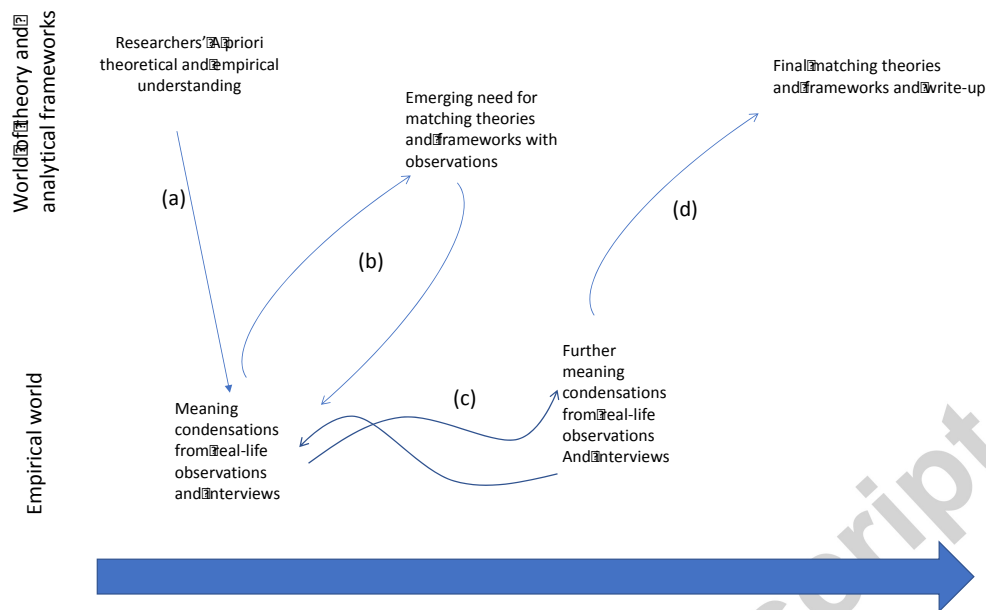 World of theory and
analytical frameworks
Researchers’ A priori
theoretical and empirical
understanding
Emerging need for
matching theories
and frameworks with
observations
Final matching theories
and frameworks and write-up
(a)
(b)
(d)
Empirical world
Meaning
condensations
from real-life
observations
and interviews
(c)
Further
meaning
condensations
from real-life
observations
And interviews
script